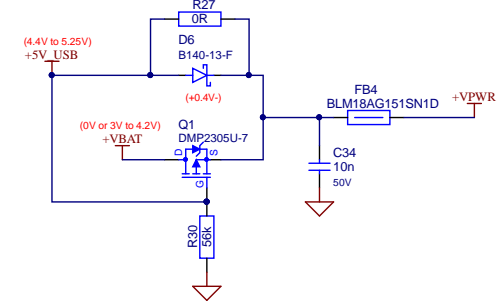 R27
0R
(4.4V to 5.25V)
+5V_USB
D6
B140-13-F
(+0.4V-)
FB4
BLM18AG151SN1D
+VPWR
(0V or 3V to 4.2V)
+VBAT
Q1
DMP2305U-7
D
S
G
C34
10n
50V
R30
56k